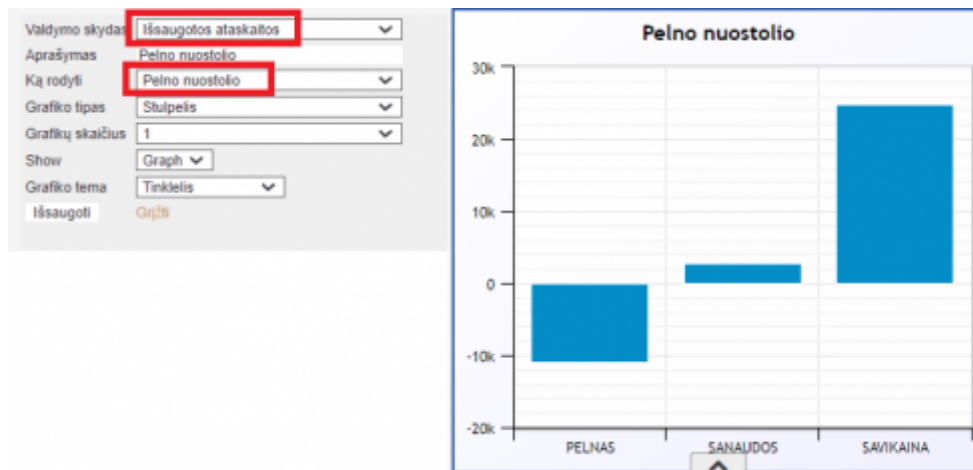 Valdymo skydas Išsaugotos ataskaitos
Aprašymas Pelno nuostolio
Ką rodyti Pelno nuostolio
Grafiko tipas Stulpelis
Grafikų skaičius 1
Show Graph
Grafiko tema Tinklelis
Išsaugoti Grįžti
Pelno nuostolio
30k
20k
10k
0
-10k
-20k
PELNAS SANAUDOS SAVIKAINA